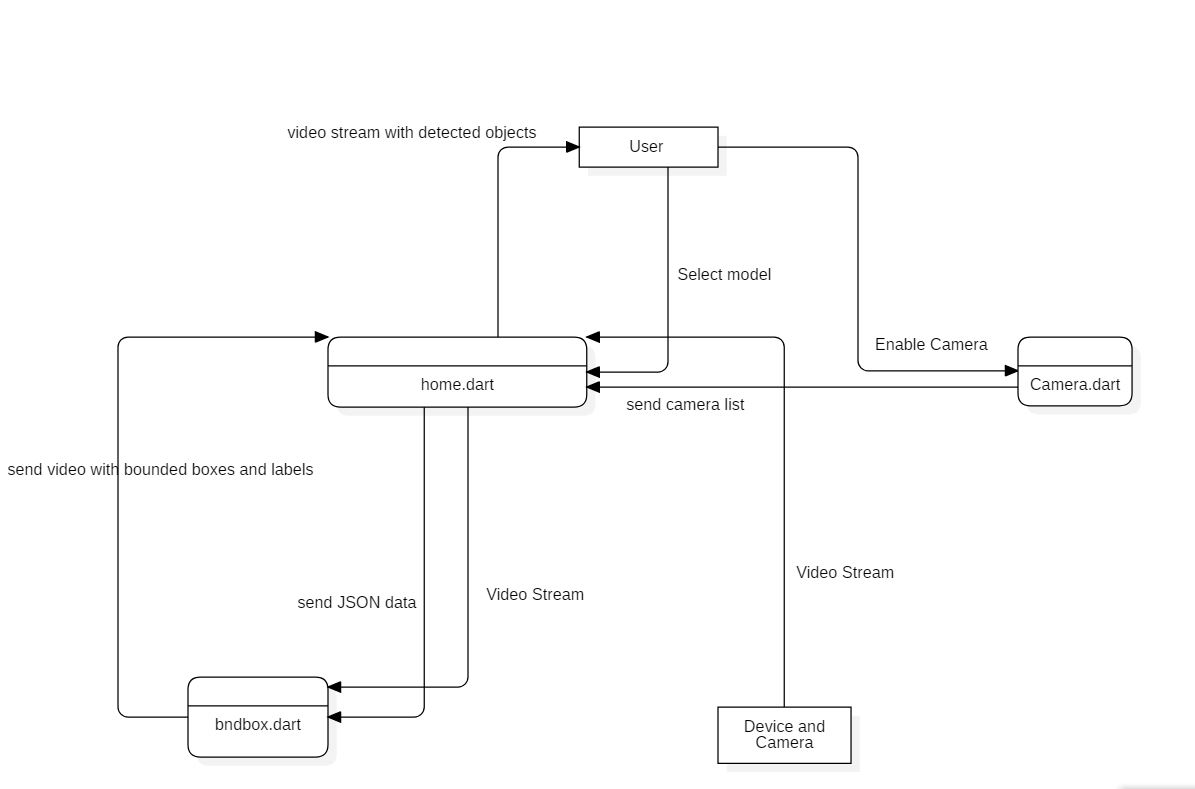 video stream with detected objects
User
Select model
Enable Camera
home.dart
Camera.dart
send camera list
send video with bounded boxes and labels
Video Stream
Video Stream
send JSON data
bndbox.dart
Device and
Camera